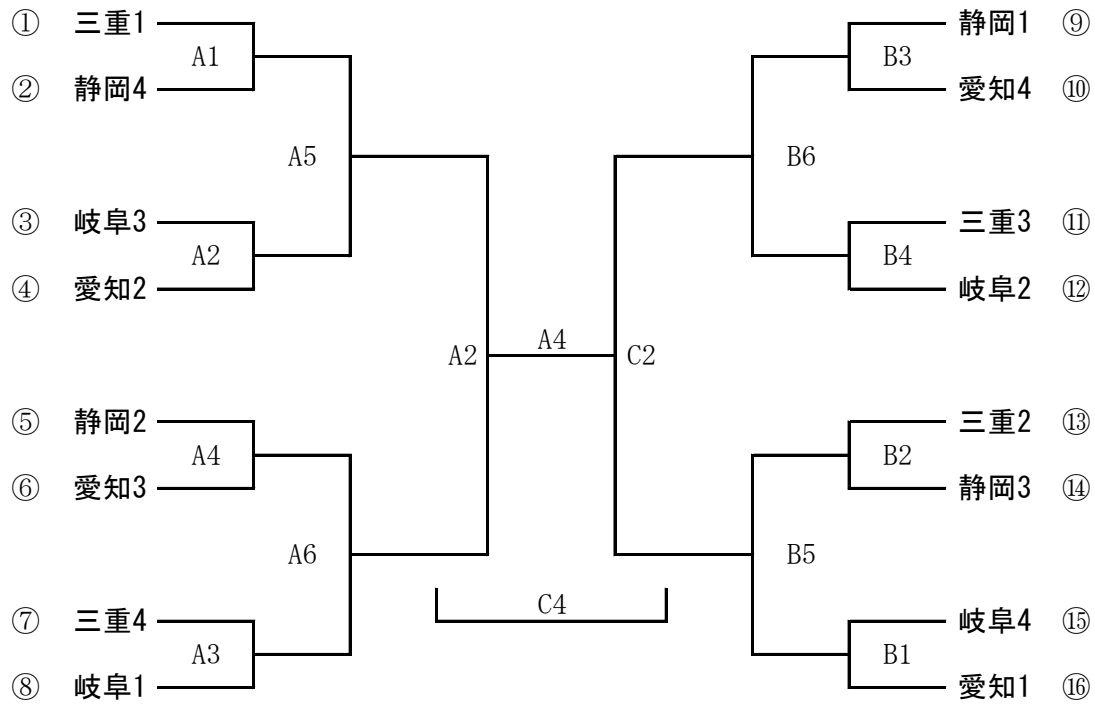 ① 三重1
A1
② 静岡4
A5
③ 岐阜3
A2
④ 愛知2
A2
A4
⑤ 静岡2
A4
⑥ 愛知3
A6
⑦ 三重4
A3
⑧ 岐阜1
C4
静岡1 ⑨
B3
愛知4 ⑩
B6
三重3 ⑪
B4
岐阜2 ⑫
C2
三重2 ⑬
B2
静岡3 ⑭
B5
岐阜4 ⑮
B1
愛知1 ⑯